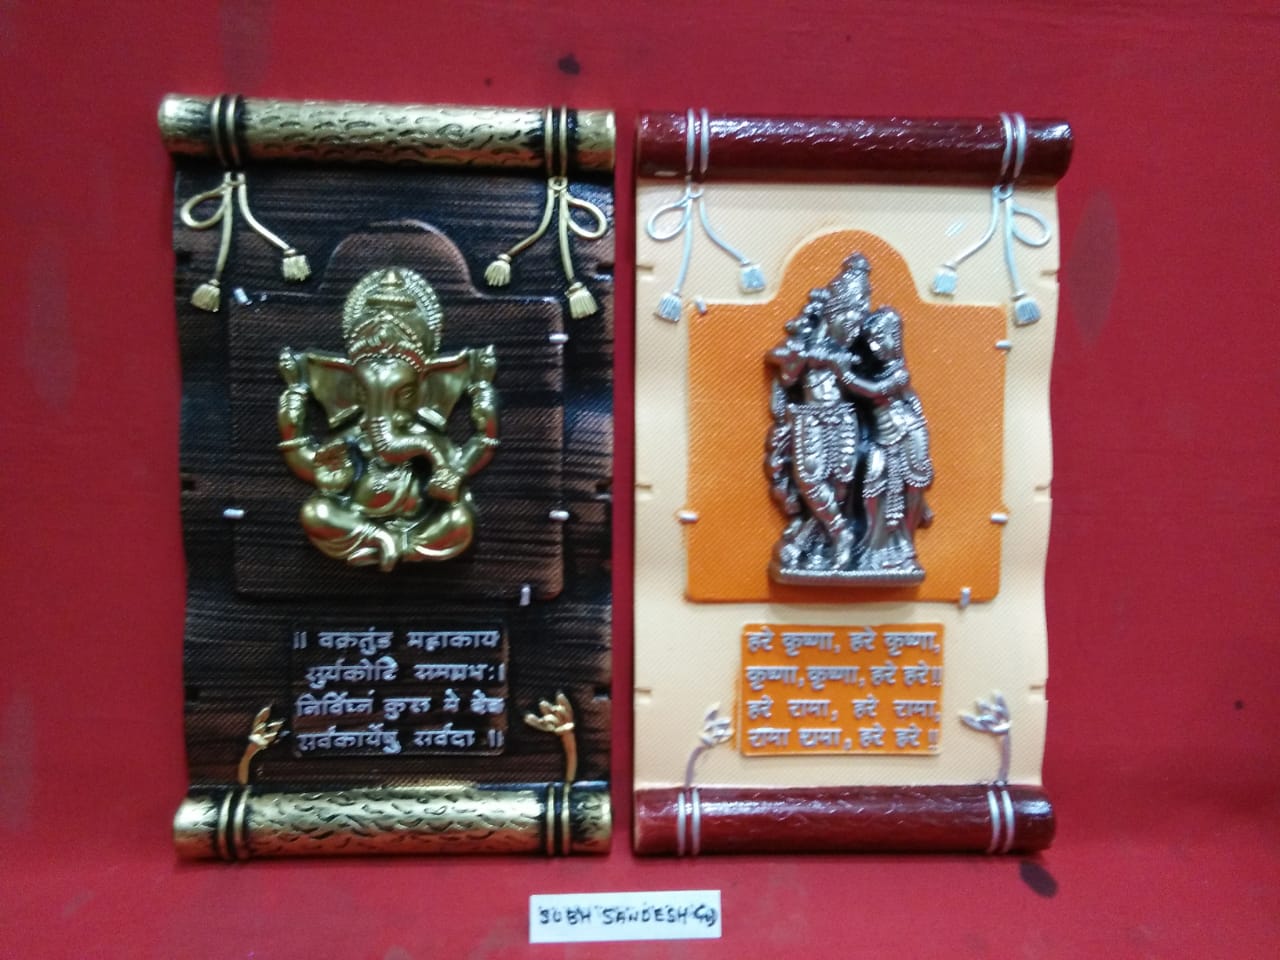 ॥ वक्रतुंड महाकाय
सुर्यकोटि समप्रभः।
निर्विघ्नं कुरु मे देव
सर्वकार्येषु सर्वदा ॥
हरे कृष्णा, हरे कृष्णा,
कृष्णा, कृष्णा, हरे हरे॥
हरे रामा, हरे रामा,
रामा रामा, हरे हरे॥
SUBH SANDESH